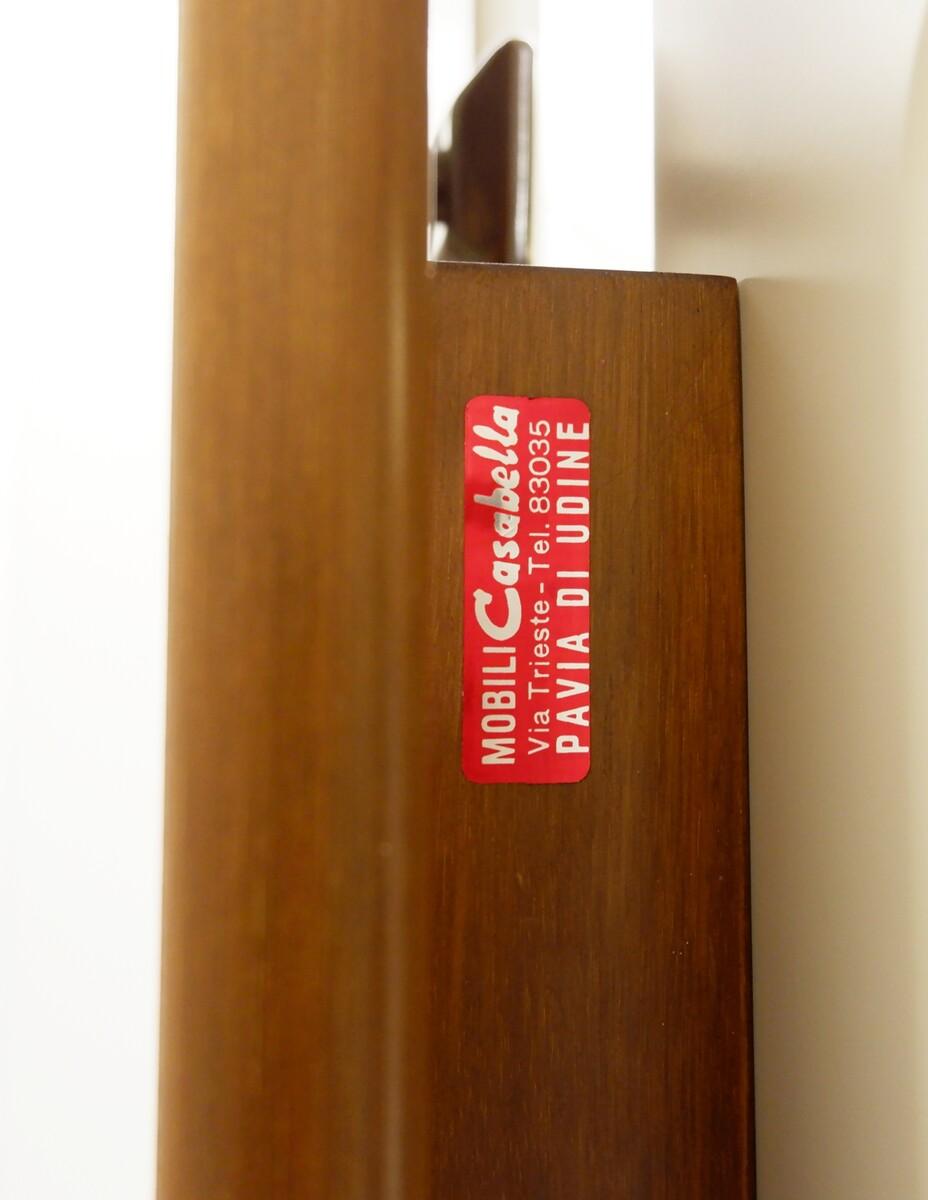 MOBILI Casabella
Via Trieste - Tel. 83035
PAVIA DI UDINE